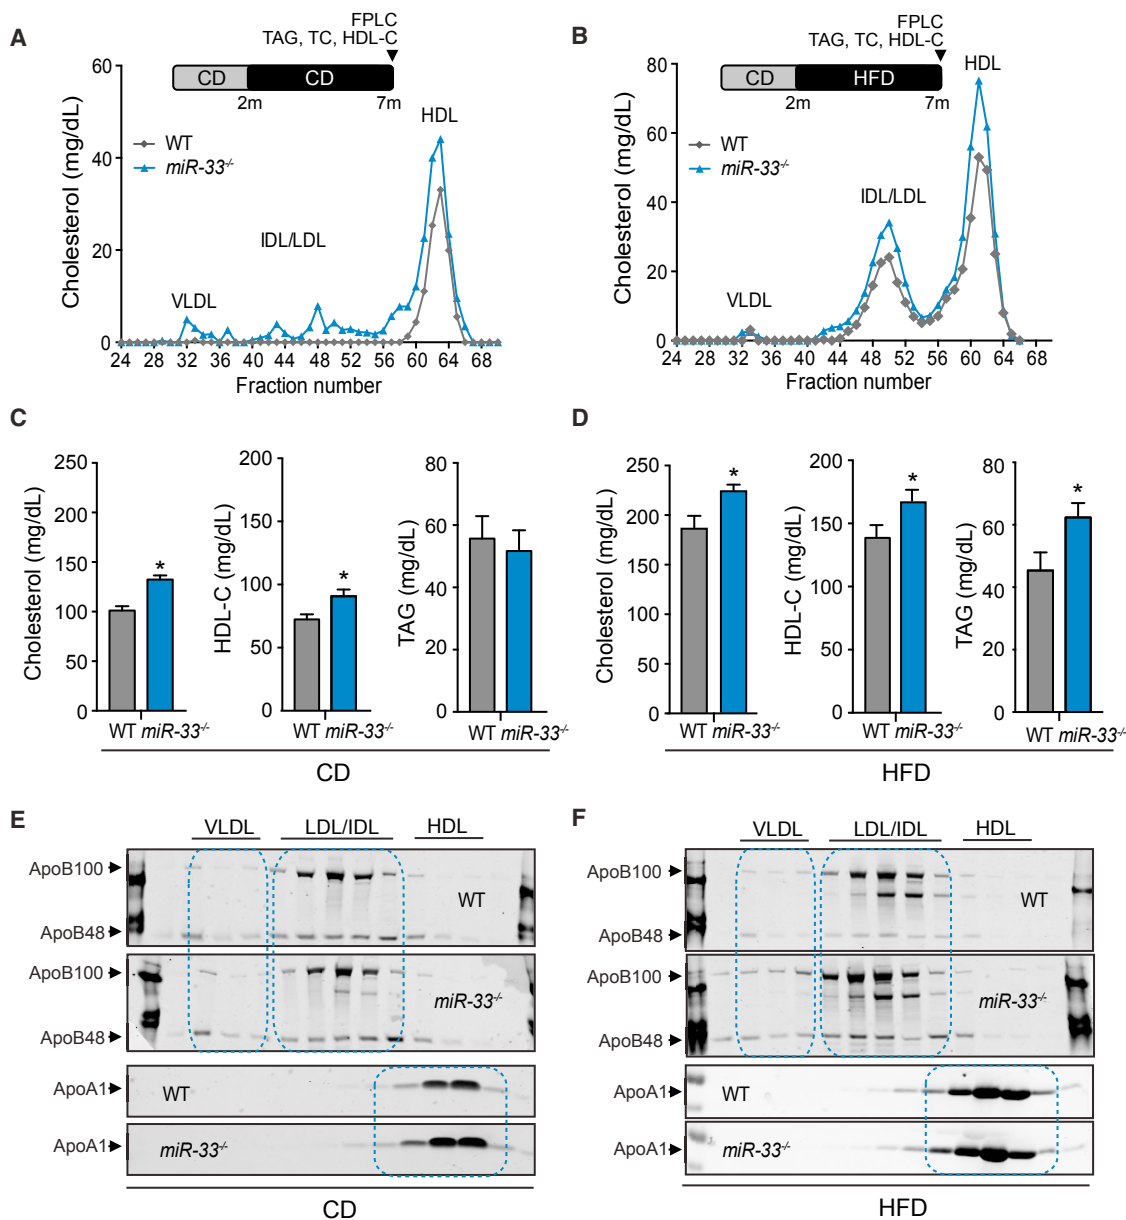 A
FPLC
TAG, TC, HDL-C
CD
CD
2m
7m
60
40
20
0
Cholesterol (mg/dL)
WT
miR-33-/-
VLDL
IDL/LDL
HDL
24 28 32 36 40 44 48 52 56 60 64 68
Fraction number
B
FPLC
TAG, TC, HDL-C
CD
HFD
2m
7m
80
60
40
20
0
Cholesterol (mg/dL)
WT
miR-33-/-
VLDL
IDL/LDL
HDL
24 28 32 36 40 44 48 52 56 60 64 68
Fraction number
C
250
200
150
100
50
0
Cholesterol (mg/dL)
*
WT miR-33-/-
200
150
100
50
0
HDL-C (mg/dL)
*
WT miR-33-/-
80
60
40
20
0
TAG (mg/dL)
WT miR-33-/-
CD
D
250
200
150
100
50
0
Cholesterol (mg/dL)
*
WT miR-33-/-
200
150
100
50
0
HDL-C (mg/dL)
*
WT miR-33-/-
80
60
40
20
0
TAG (mg/dL)
*
WT miR-33-/-
HFD
E
VLDL LDL/IDL HDL
ApoB100
WT
ApoB48
ApoB100
miR-33-/-
ApoB48
ApoA1
WT
ApoA1
miR-33-/-
CD
F
VLDL LDL/IDL HDL
ApoB100
WT
ApoB48
ApoB100
miR-33-/-
ApoB48
ApoA1
WT
ApoA1
miR-33-/-
HFD